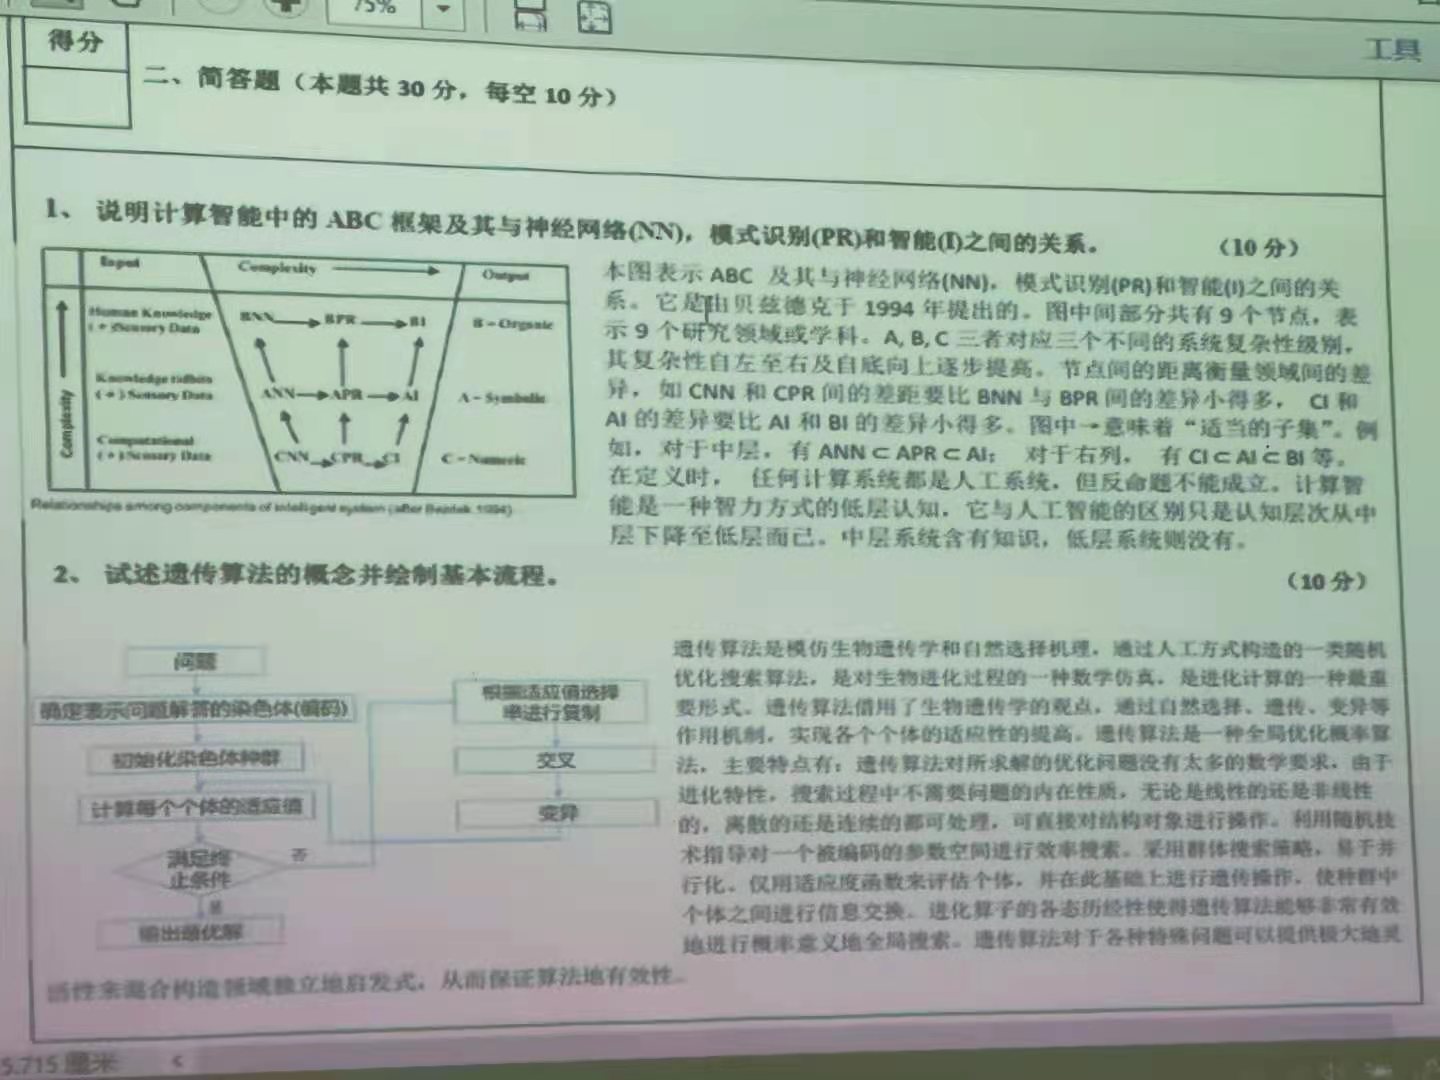 75%
工具
得分
二、简答题（本题共 30 分，每空 10 分）
1、 说明计算智能中的 ABC 框架及其与神经网络(NN)，模式识别(PR)和智能(I)之间的关系。 （10 分）
Input Complexity Output
Human Knowledge
(+)Sensory Data
BNN BPR BI
B－Organic
Knowledge tidbits
(+)Sensory Data
ANN APR AI
A－Symbolic
Complexity
Computational
(+)Sensory Data
CNN CPR CI
C－Numeric
Relationships among components of intelligent system (after Bezdek 1994)
本图表示 ABC 及其与神经网络(NN)，模式识别(PR)和智能(I)之间的关
系。它是由贝兹德克于 1994 年提出的。图中间部分共有 9 个节点，表
示 9 个研究领域或学科。A, B, C 三者对应三个不同的系统复杂性级别，
其复杂性自左至右及自底向上逐步提高。节点间的距离衡量领域间的差
异，如 CNN 和 CPR 间的差距要比 BNN 与 BPR 间的差异小得多， CI 和
AI 的差异要比 AI 和 BI 的差异小得多。图中→意味着“适当的子集”。例
如，对于中层，有 ANN ⊂ APR ⊂ AI； 对于右列， 有 CI ⊂ AI ⊂ BI 等。
在定义时， 任何计算系统都是人工系统，但反命题不能成立。计算智
能是一种智力方式的低层认知，它与人工智能的区别只是认知层次从中
层下降至低层而已。中层系统含有知识，低层系统则没有。
2、 试述遗传算法的概念并绘制基本流程。 （10 分）
问题
确定表示问题解答的染色体(编码)
初始化染色体种群
计算每个个体的适应值
满足终
止条件
否
是
输出最优解
根据适应值选择
率进行复制
交叉
变异
遗传算法是模仿生物遗传学和自然选择机理，通过人工方式构造的一类随机
优化搜索算法，是对生物进化过程的一种数学仿真，是进化计算的一种最重
要形式。遗传算法借用了生物遗传学的观点，通过自然选择、遗传、变异等
作用机制，实现各个个体的适应性的提高。遗传算法是一种全局优化概率算
法，主要特点有：遗传算法对所求解的优化问题没有太多的数学要求，由于
进化特性，搜索过程中不需要问题的内在性质，无论是线性的还是非线性
的，离散的还是连续的都可处理，可直接对结构对象进行操作。利用随机技
术指导对一个被编码的参数空间进行效率搜索。采用群体搜索策略，易于并
行化。仅用适应度函数来评估个体，并在此基础上进行遗传操作，使种群中
个体之间进行信息交换。进化算子的各态历经性使得遗传算法能够非常有效
地进行概率意义地全局搜索。遗传算法对于各种特殊问题可以提供极大地灵
活性来混合构造领域独立地启发式，从而保证算法地有效性。
5.715 厘米